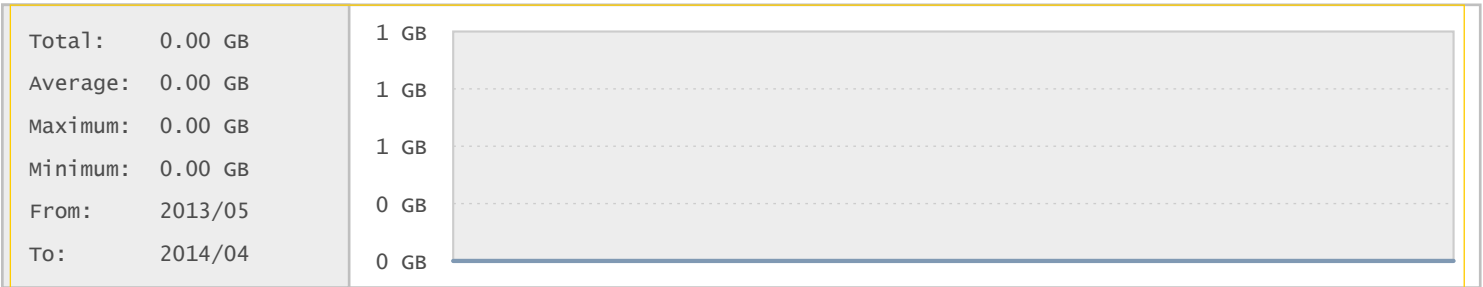 Total: 0.00 GB
Average: 0.00 GB
Maximum: 0.00 GB
Minimum: 0.00 GB
From: 2013/05
To: 2014/04
1 GB
1 GB
1 GB
0 GB
0 GB